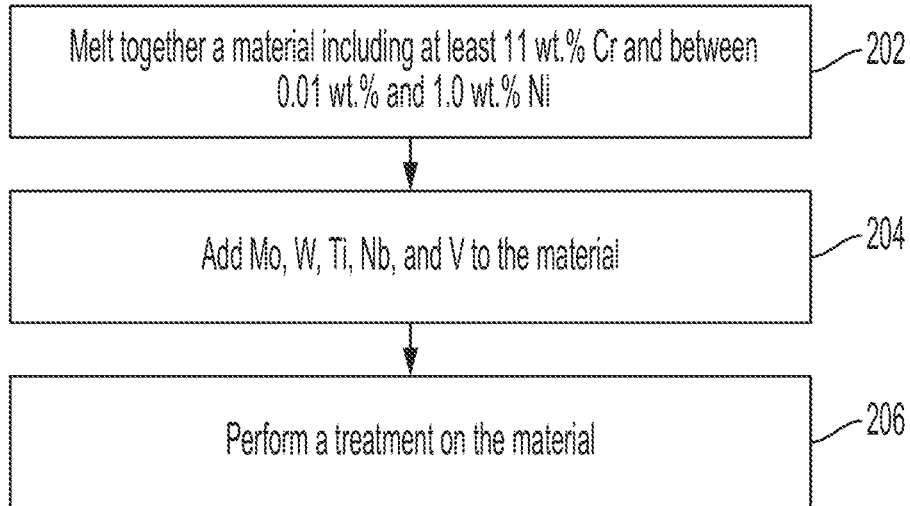 Melt together a material including at least 11 wt.% Cr and between
0.01 wt.% and 1.0 wt.% Ni
202
Add Mo, W, Ti, Nb, and V to the material
204
Perform a treatment on the material
206